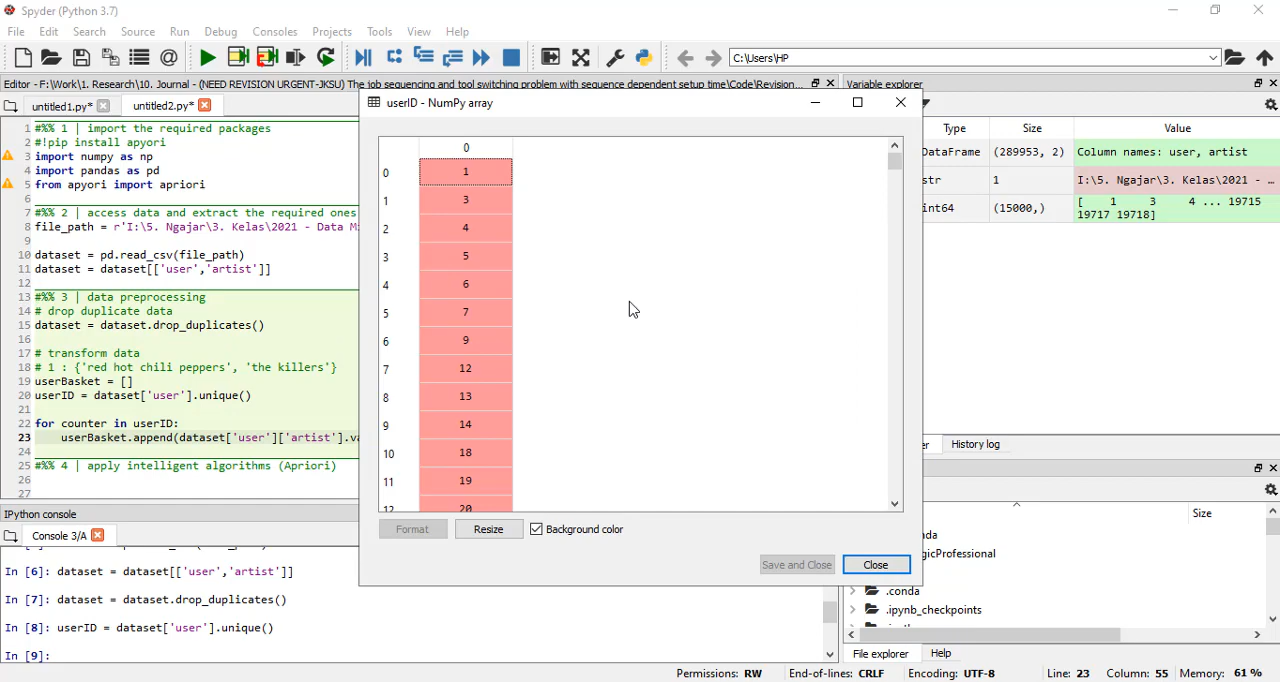 Spyder (Python 3.7)
File Edit Search Source Run Debug Consoles Projects Tools View Help
C:\Users\HP
Editor - F:\Work\1. Research\10. Journal - (NEED REVISION URGENT-JKSU) The job sequencing and tool switching problem with sequence dependent setup time\Code\Revision...
Variable explorer
untitled1.py* untitled2.py*
1 #%% 1 | import the required packages
2 #!pip install apyori
3 import numpy as np
4 import pandas as pd
5 from apyori import apriori
6
7 #%% 2 | access data and extract the required ones
8 file_path = r'I:\5. Ngajar\3. Kelas\2021 - Data M
9
10 dataset = pd.read_csv(file_path)
11 dataset = dataset[['user','artist']]
12
13 #%% 3 | data preprocessing
14 # drop duplicate data
15 dataset = dataset.drop_duplicates()
16
17 # transform data
18 # 1 : {'red hot chili peppers', 'the killers'}
19 userBasket = []
20 userID = dataset['user'].unique()
21
22 for counter in userID:
23 userBasket.append(dataset['user']['artist'].va
24
25 #%% 4 | apply intelligent algorithms (Apriori)
26
27
userID - NumPy array
0
0 1
1 3
2 4
3 5
4 6
5 7
6 9
7 12
8 13
9 14
10 18
11 19
12 20
Format Resize Background color
Save and Close Close
Type Size Value
DataFrame (289953, 2) Column names: user, artist
str 1 I:\5. Ngajar\3. Kelas\2021 - …
int64 (15000,) [ 1 3 4 ... 19715
19717 19718]
er History log
Size
nda
gicProfessional
.conda
.ipynb_checkpoints
File explorer Help
IPython console
Console 3/A
In [6]: dataset = dataset[['user','artist']]
In [7]: dataset = dataset.drop_duplicates()
In [8]: userID = dataset['user'].unique()
In [9]:
Permissions: RW End-of-lines: CRLF Encoding: UTF-8 Line: 23 Column: 55 Memory: 61 %